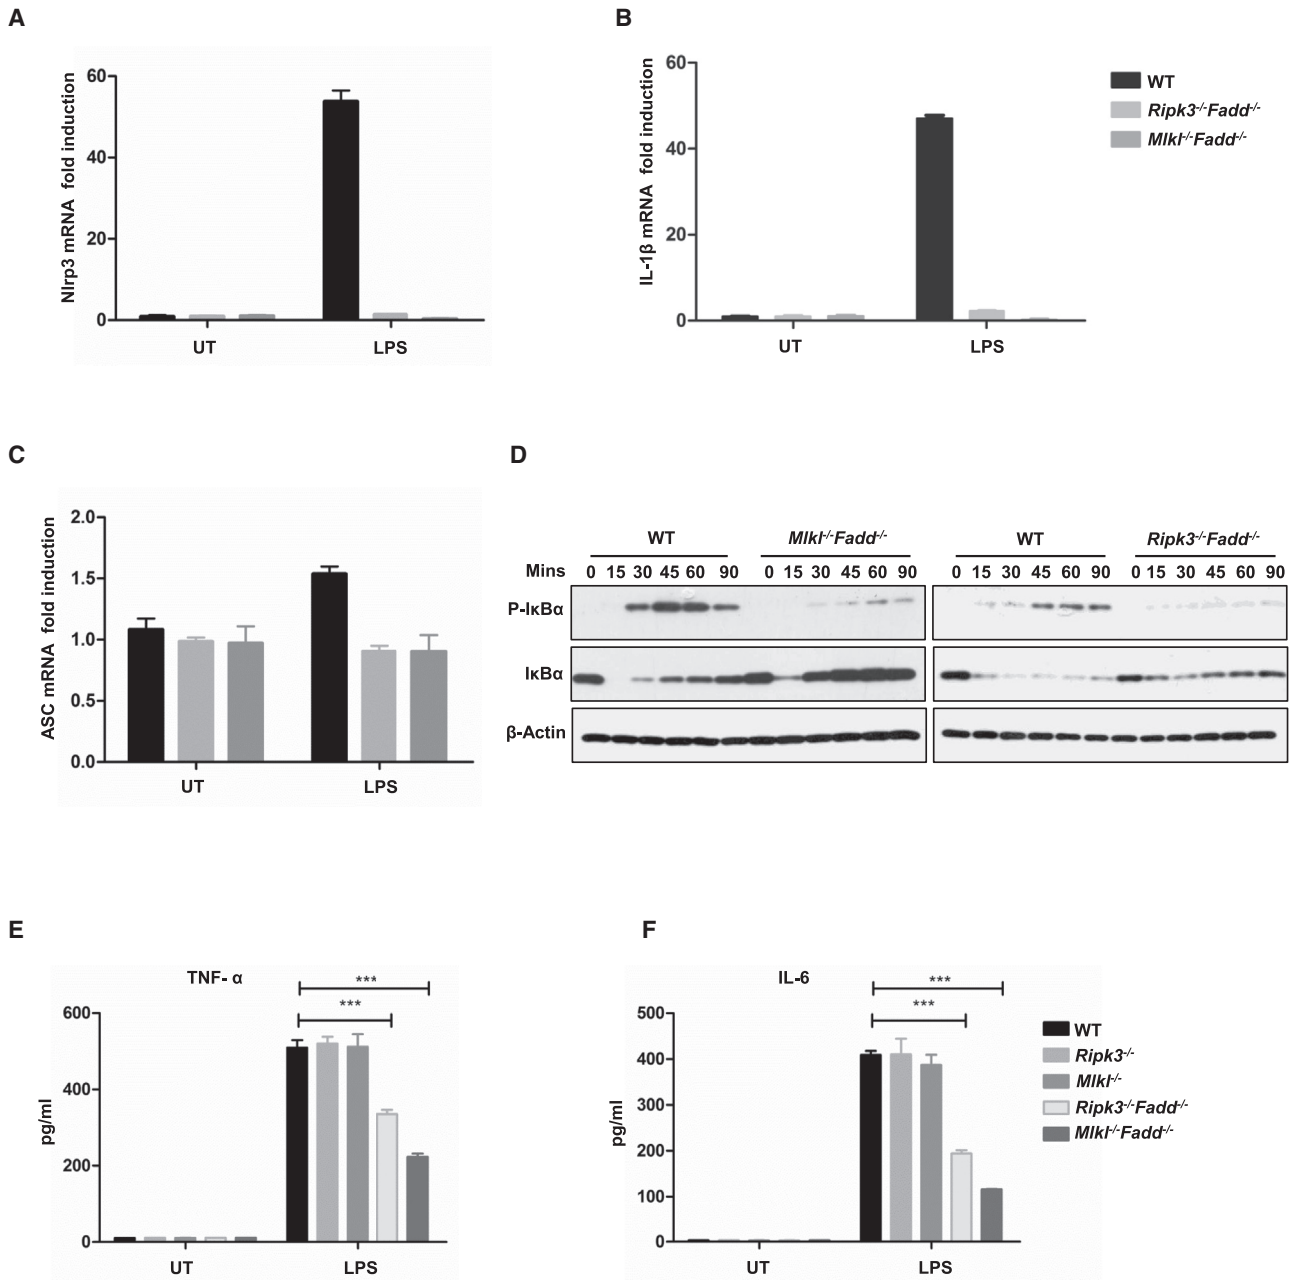 A
Nlrp3 mRNA fold induction
60
40
20
0
UT
LPS
B
IL-1β mRNA fold induction
60
40
20
0
UT
LPS
WT
Ripk3-/-Fadd-/-
Mlkl-/-Fadd-/-
C
ASC mRNA fold induction
2.0
1.5
1.0
0.5
0.0
UT
LPS
D
WT
Mlkl-/-Fadd-/-
WT
Ripk3-/-Fadd-/-
Mins 0 15 30 45 60 90 0 15 30 45 60 90 0 15 30 45 60 90 0 15 30 45 60 90
P-IκBα
IκBα
β-Actin
E
TNF- α
***
***
pg/ml
600
400
200
0
UT
LPS
F
IL-6
***
***
pg/ml
500
400
300
200
100
0
UT
LPS
WT
Ripk3-/-
Mlkl-/-
Ripk3-/-Fadd-/-
Mlkl-/-Fadd-/-